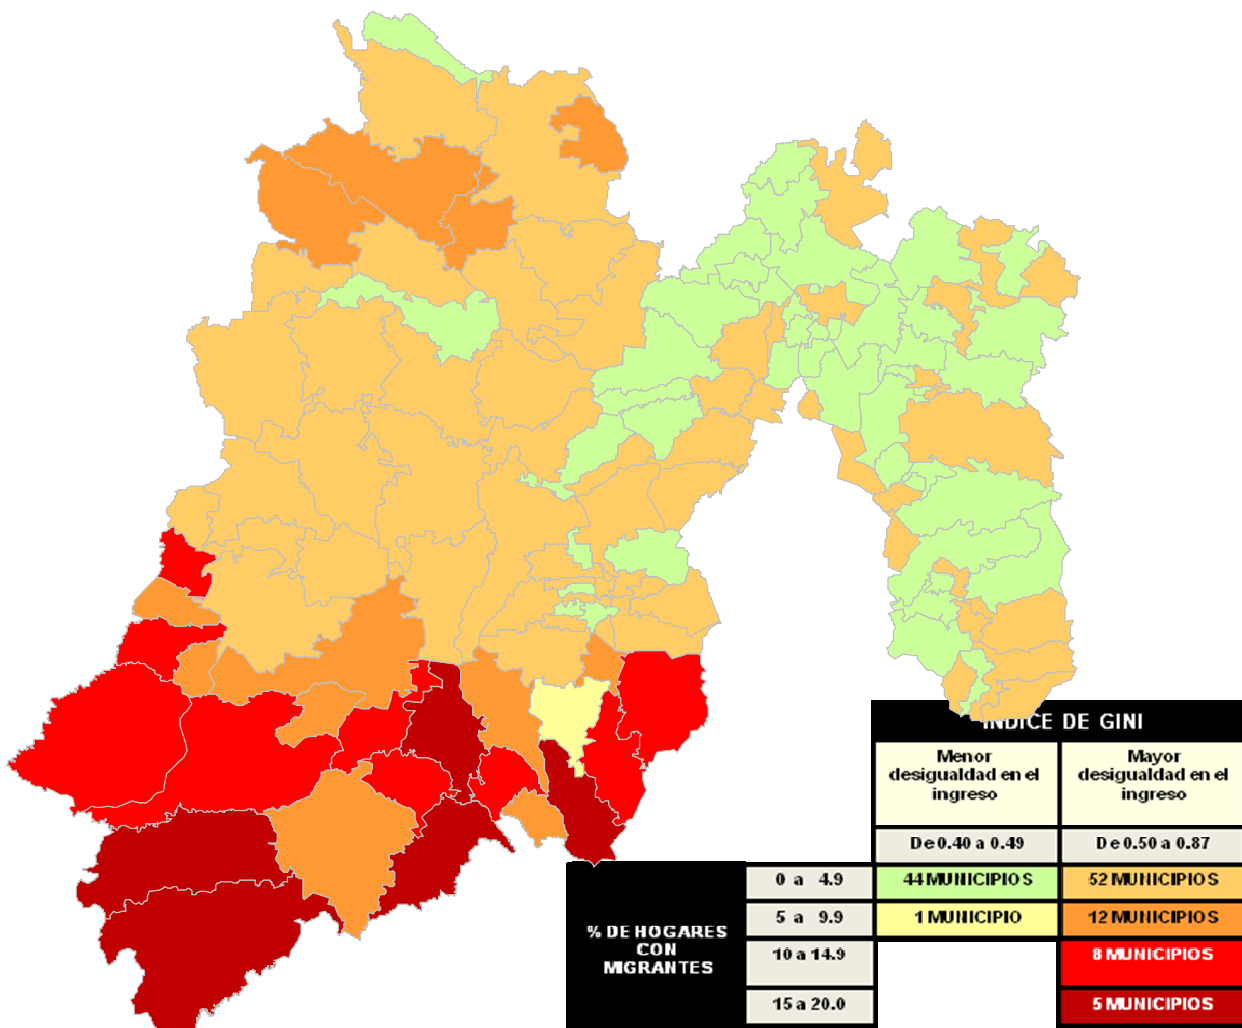 INDICE DE GINI
Menor
desigualdad en el
ingreso
Mayor
desigualdad en el
ingreso
De 0.40 a 0.49
De 0.50 a 0.87
% DE HOGARES
CON
MIGRANTES
0 a 4.9
44 MUNICIPIOS
52 MUNICIPIOS
5 a 9.9
1 MUNICIPIO
12 MUNICIPIOS
10 a 14.9
8 MUNICIPIOS
15 a 20.0
5 MUNICIPIOS